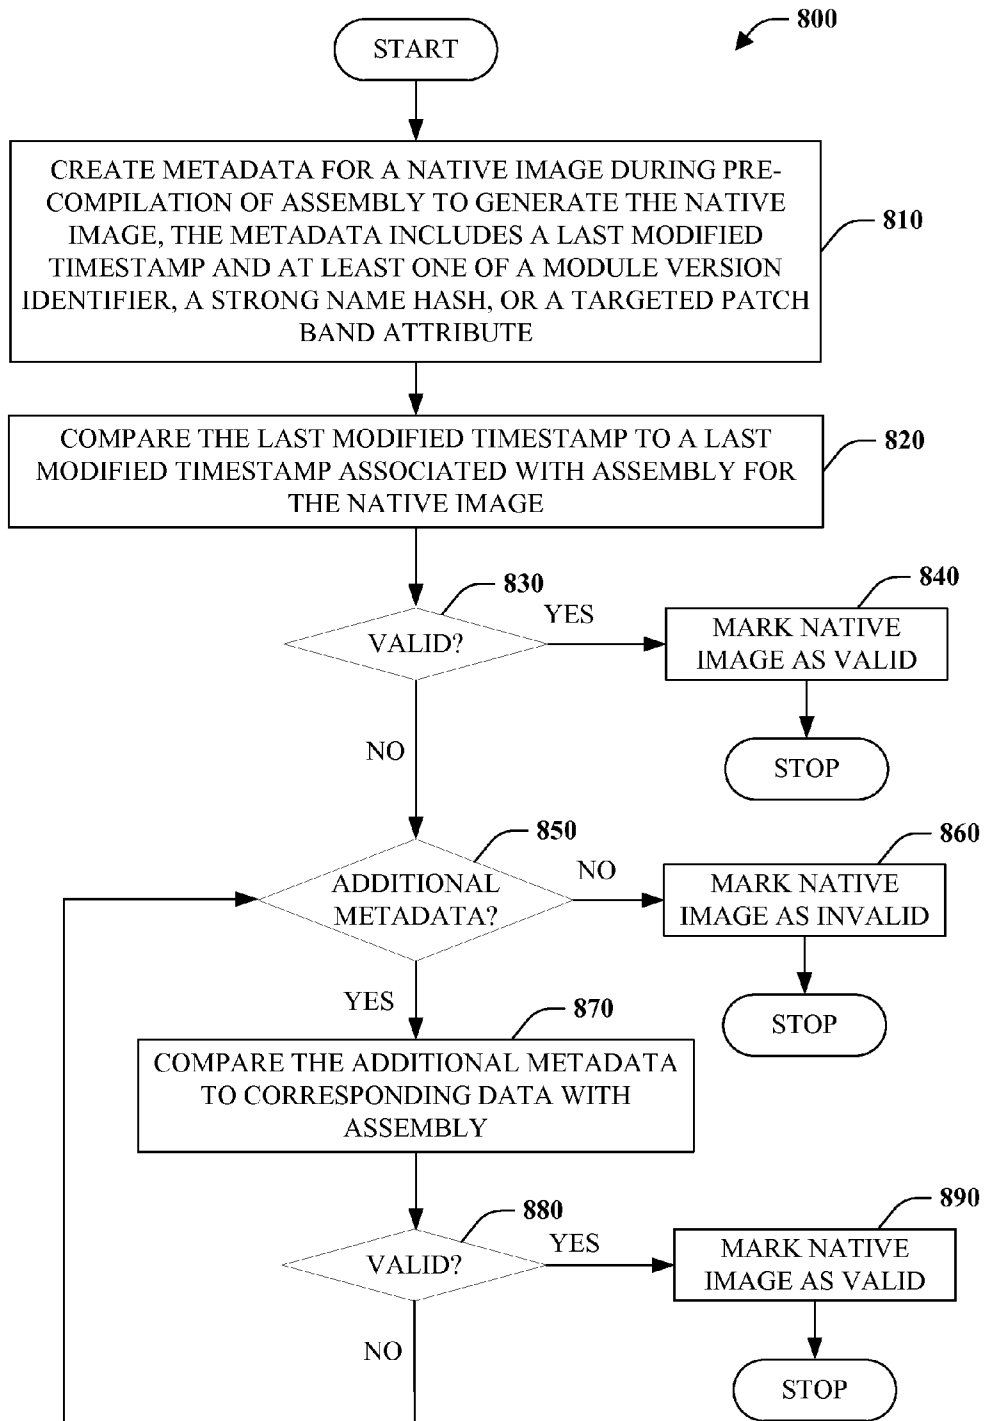 800
START
CREATE METADATA FOR A NATIVE IMAGE DURING PRE-
COMPILATION OF ASSEMBLY TO GENERATE THE NATIVE
IMAGE, THE METADATA INCLUDES A LAST MODIFIED
TIMESTAMP AND AT LEAST ONE OF A MODULE VERSION
IDENTIFIER, A STRONG NAME HASH, OR A TARGETED PATCH
BAND ATTRIBUTE
810
COMPARE THE LAST MODIFIED TIMESTAMP TO A LAST
MODIFIED TIMESTAMP ASSOCIATED WITH ASSEMBLY FOR
THE NATIVE IMAGE
820
830
VALID?
YES
840
MARK NATIVE
IMAGE AS VALID
STOP
NO
850
ADDITIONAL
METADATA?
NO
860
MARK NATIVE
IMAGE AS INVALID
STOP
YES
870
COMPARE THE ADDITIONAL METADATA
TO CORRESPONDING DATA WITH
ASSEMBLY
880
VALID?
YES
890
MARK NATIVE
IMAGE AS VALID
STOP
NO